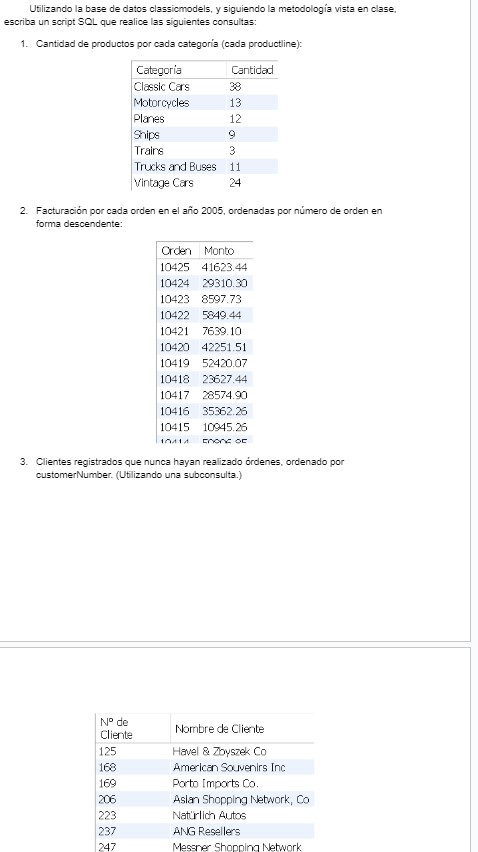 Utilizando la base de datos classicmodels, y siguiendo la metodología vista en clase,
escriba un script SQL que realice las siguientes consultas:
1. Cantidad de productos por cada categoría (cada productline):
Categoría Cantidad
Classic Cars 38
Motorcycles 13
Planes 12
Ships 9
Trains 3
Trucks and Buses 11
Vintage Cars 24
2. Facturación por cada orden en el año 2005, ordenadas por número de orden en
forma descendente:
Orden Monto
10425 41623.44
10424 29310.30
10423 8597.73
10422 5849.44
10421 7639.10
10420 42251.51
10419 52420.07
10418 23627.44
10417 28574.90
10416 35362.26
10415 10945.26
10414 50806.85
3. Clientes registrados que nunca hayan realizado órdenes, ordenado por
customerNumber. (Utilizando una subconsulta.)
Nº de
Cliente Nombre de Cliente
125 Havel & Zbyszek Co
168 American Souvenirs Inc
169 Porto Imports Co.
206 Asian Shopping Network, Co
223 Natürlich Autos
237 ANG Resellers
247 Messner Shopping Network